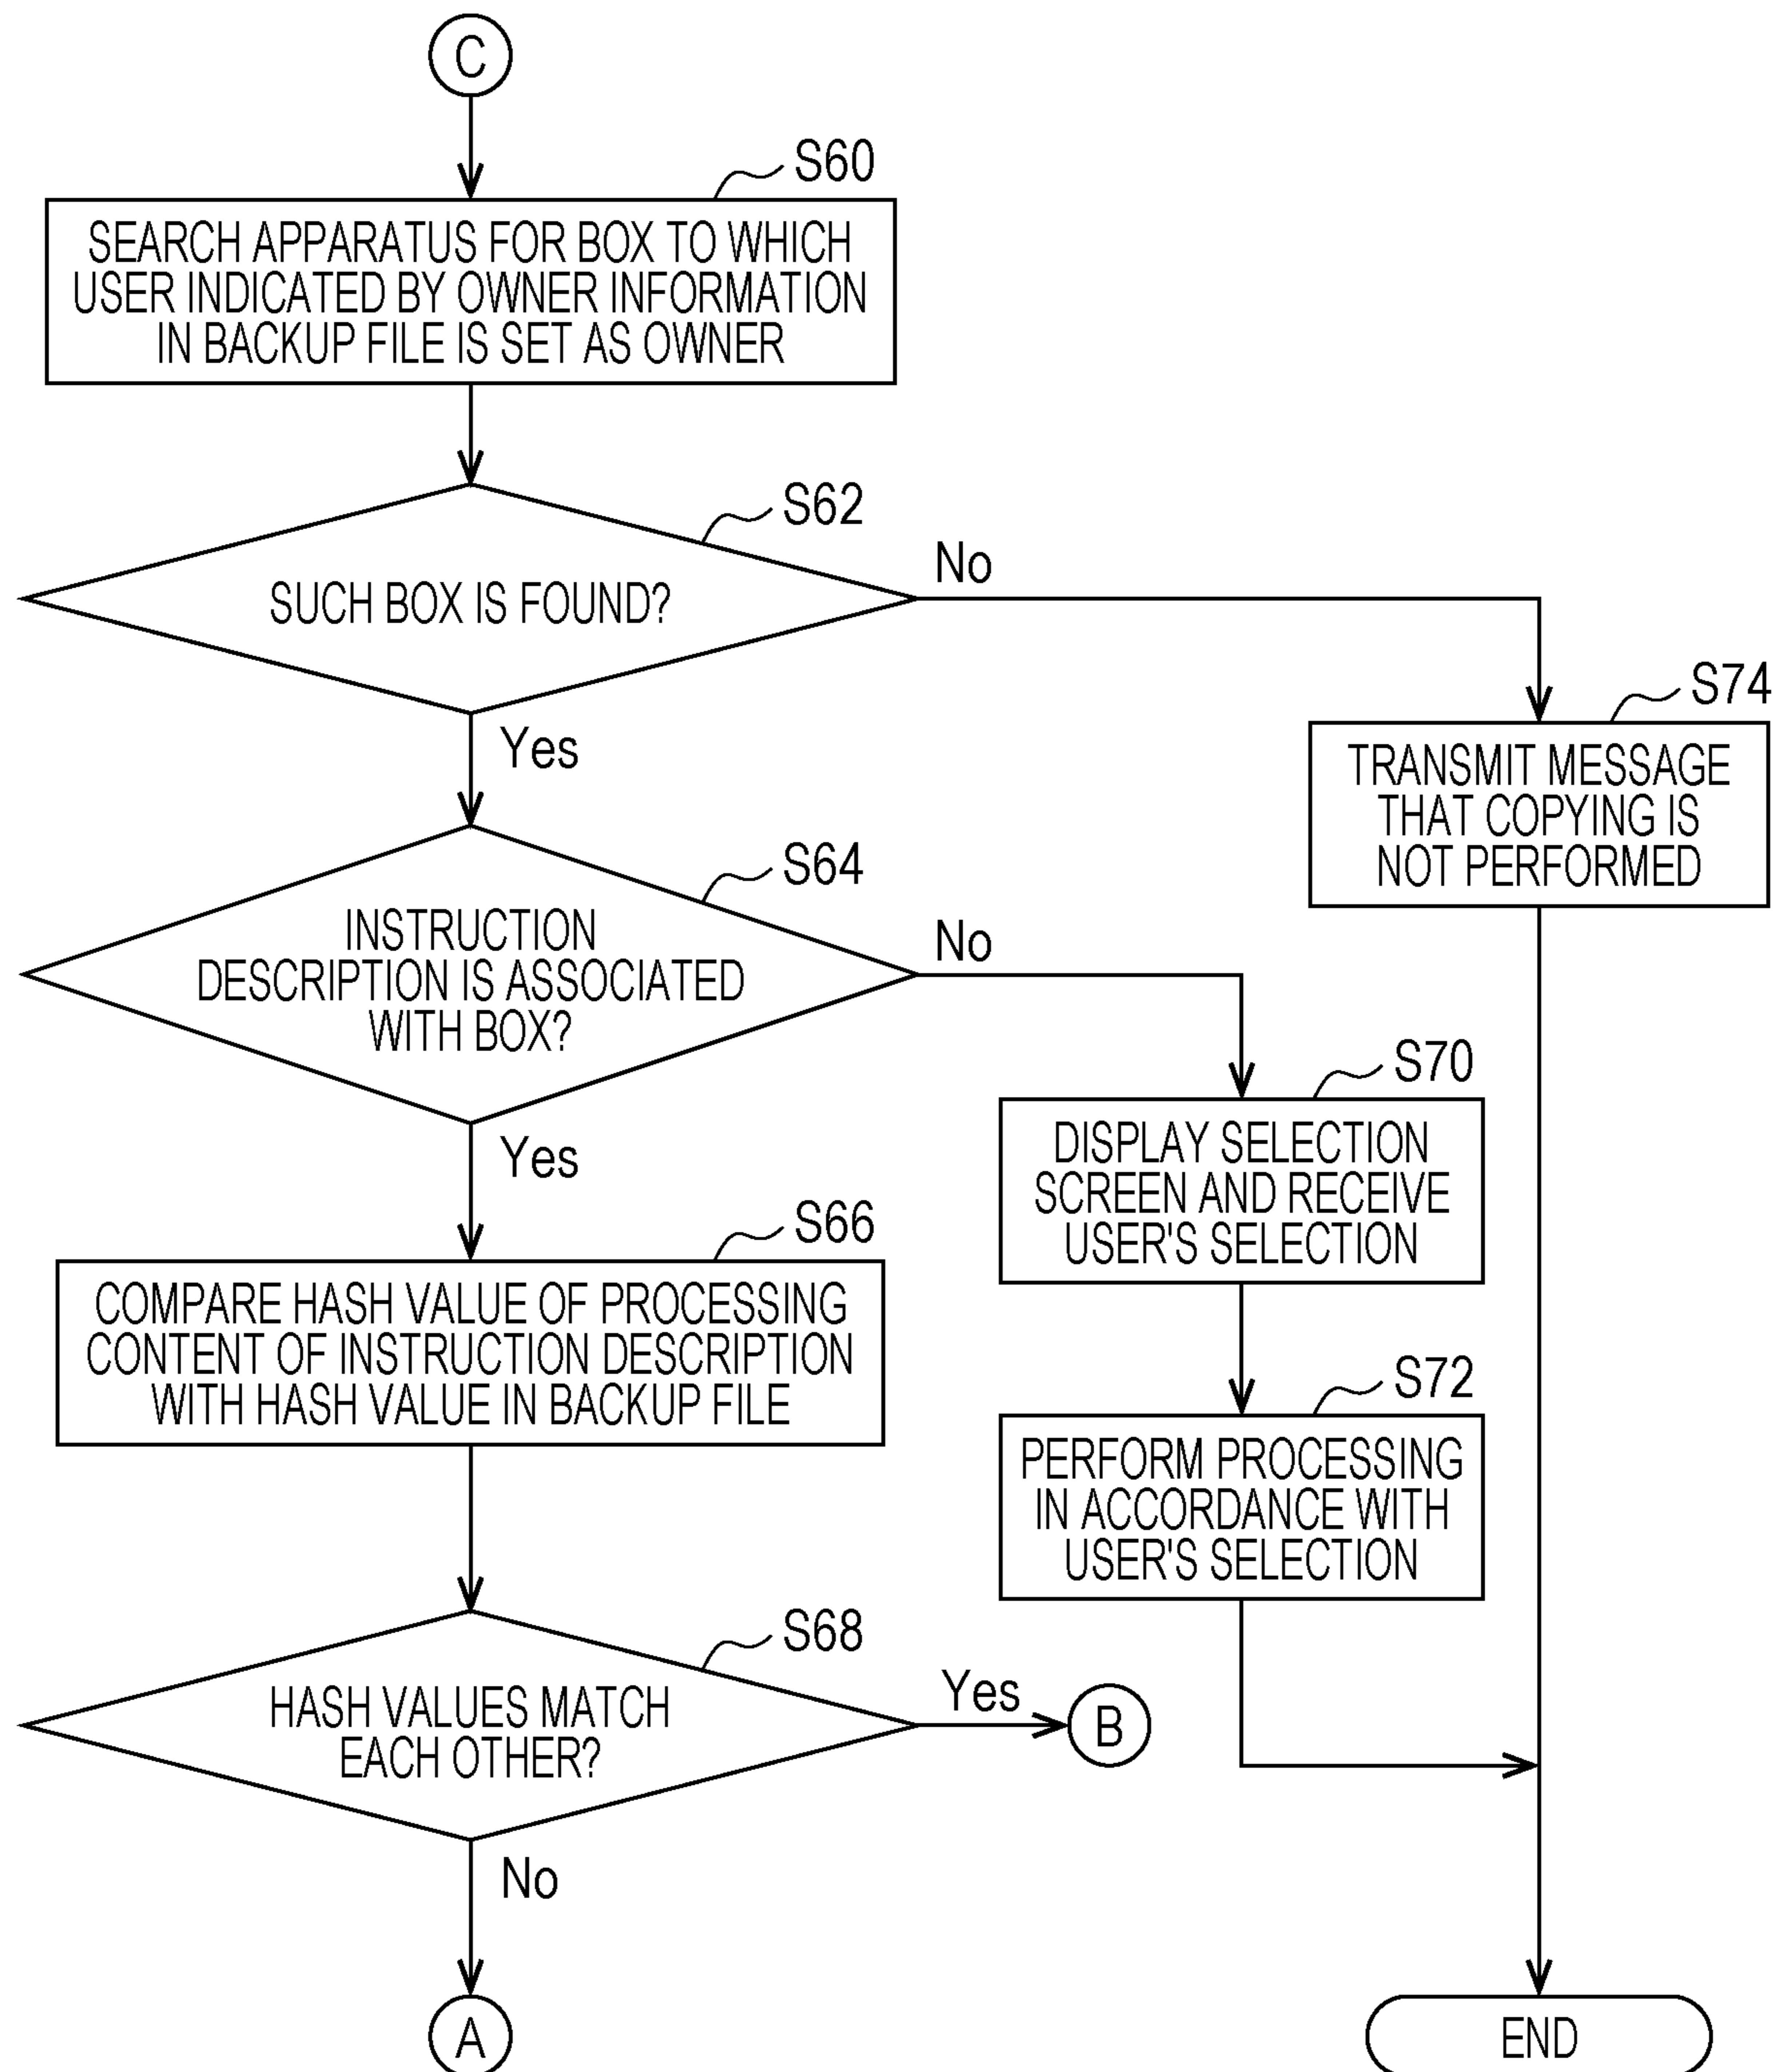 C
S60
SEARCH APPARATUS FOR BOX TO WHICH
USER INDICATED BY OWNER INFORMATION
IN BACKUP FILE IS SET AS OWNER
S62
SUCH BOX IS FOUND?
No
Yes
S74
TRANSMIT MESSAGE
THAT COPYING IS
NOT PERFORMED
S64
INSTRUCTION
DESCRIPTION IS ASSOCIATED
WITH BOX?
No
Yes
S70
DISPLAY SELECTION
SCREEN AND RECEIVE
USER'S SELECTION
S66
COMPARE HASH VALUE OF PROCESSING
CONTENT OF INSTRUCTION DESCRIPTION
WITH HASH VALUE IN BACKUP FILE
S72
PERFORM PROCESSING
IN ACCORDANCE WITH
USER'S SELECTION
S68
HASH VALUES MATCH
EACH OTHER?
Yes
B
No
A
END